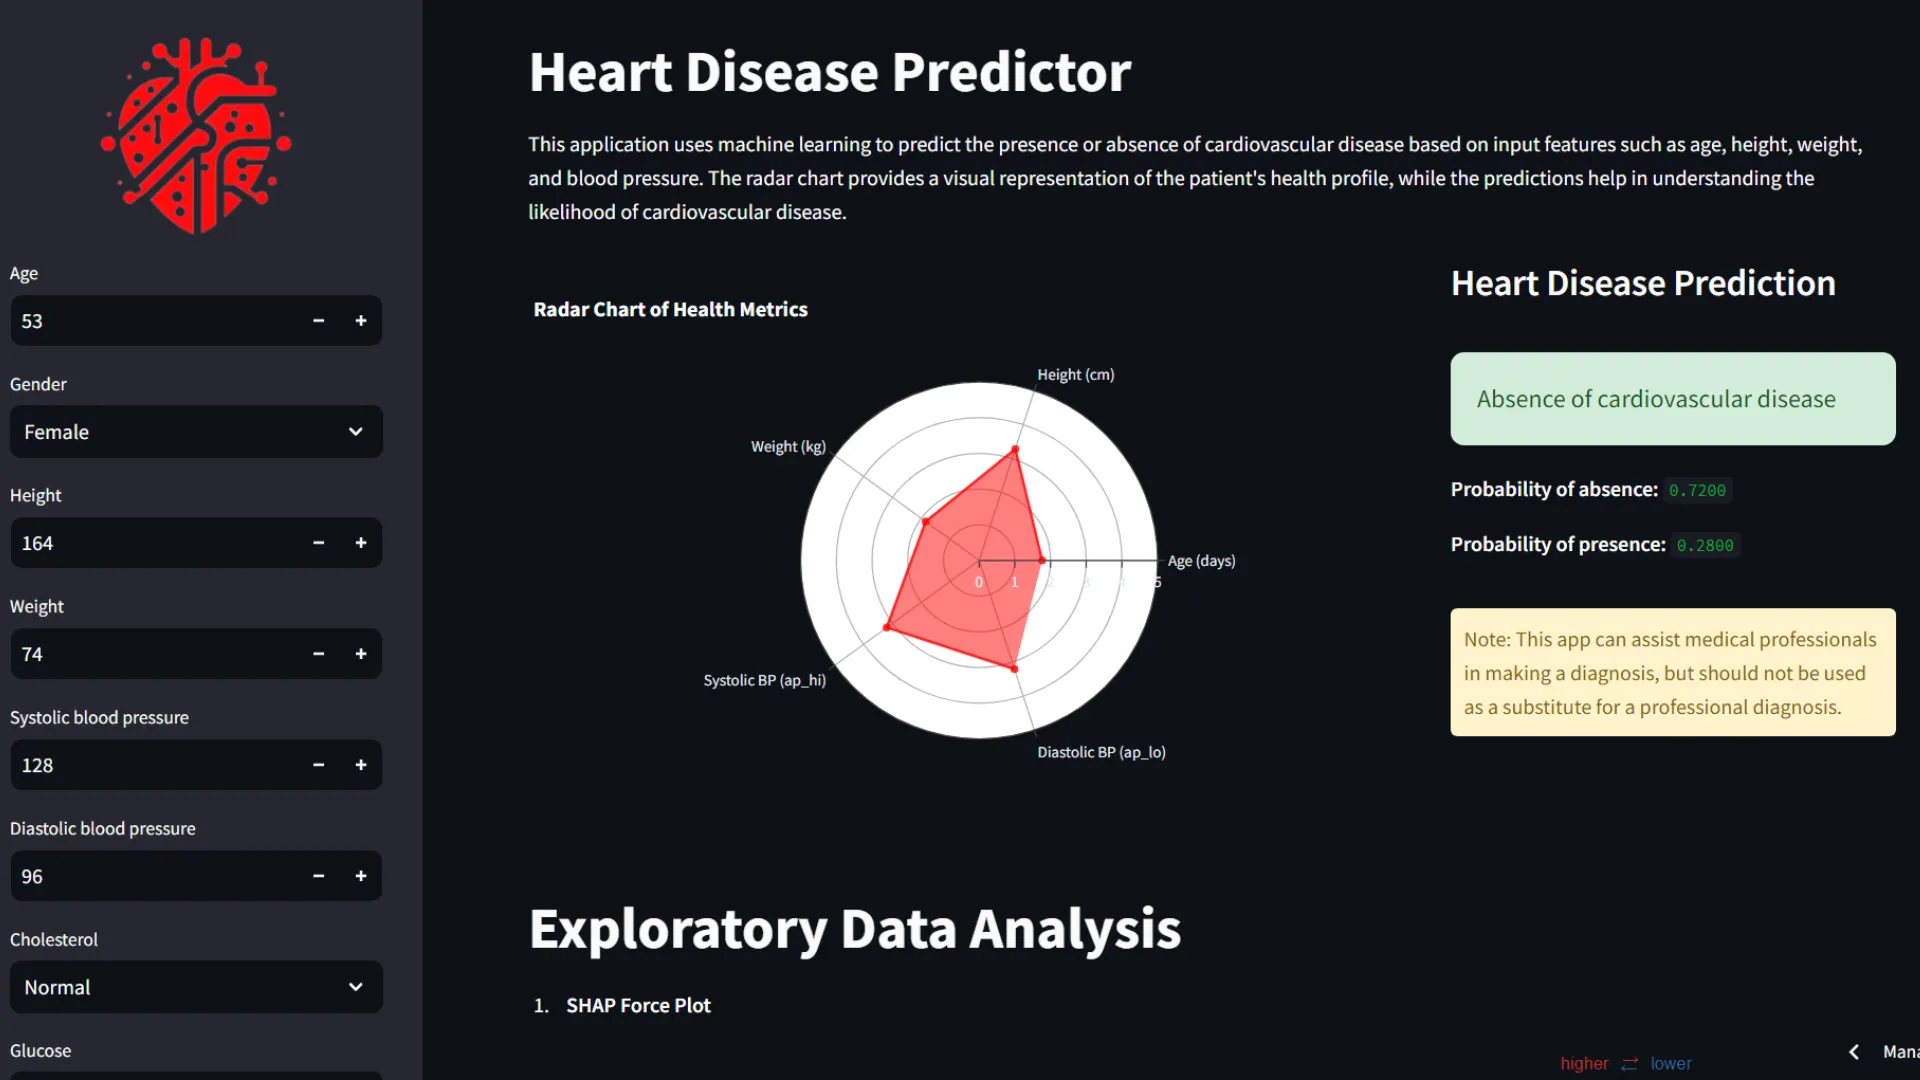 Age
53
Gender
Female
Height
164
Weight
74
Systolic blood pressure
128
Diastolic blood pressure
96
Cholesterol
Normal
Glucose
Heart Disease Predictor
This application uses machine learning to predict the presence or absence of cardiovascular disease based on input features such as age, height, weight,
and blood pressure. The radar chart provides a visual representation of the patient's health profile, while the predictions help in understanding the
likelihood of cardiovascular disease.
Radar Chart of Health Metrics
Height (cm)
Weight (kg)
Age (days)
0 1 2 3 4 5
Systolic BP (ap_hi)
Diastolic BP (ap_lo)
Heart Disease Prediction
Absence of cardiovascular disease
Probability of absence: 0.7200
Probability of presence: 0.2800
Note: This app can assist medical professionals
in making a diagnosis, but should not be used
as a substitute for a professional diagnosis.
Exploratory Data Analysis
1. SHAP Force Plot
higher ⇄ lower